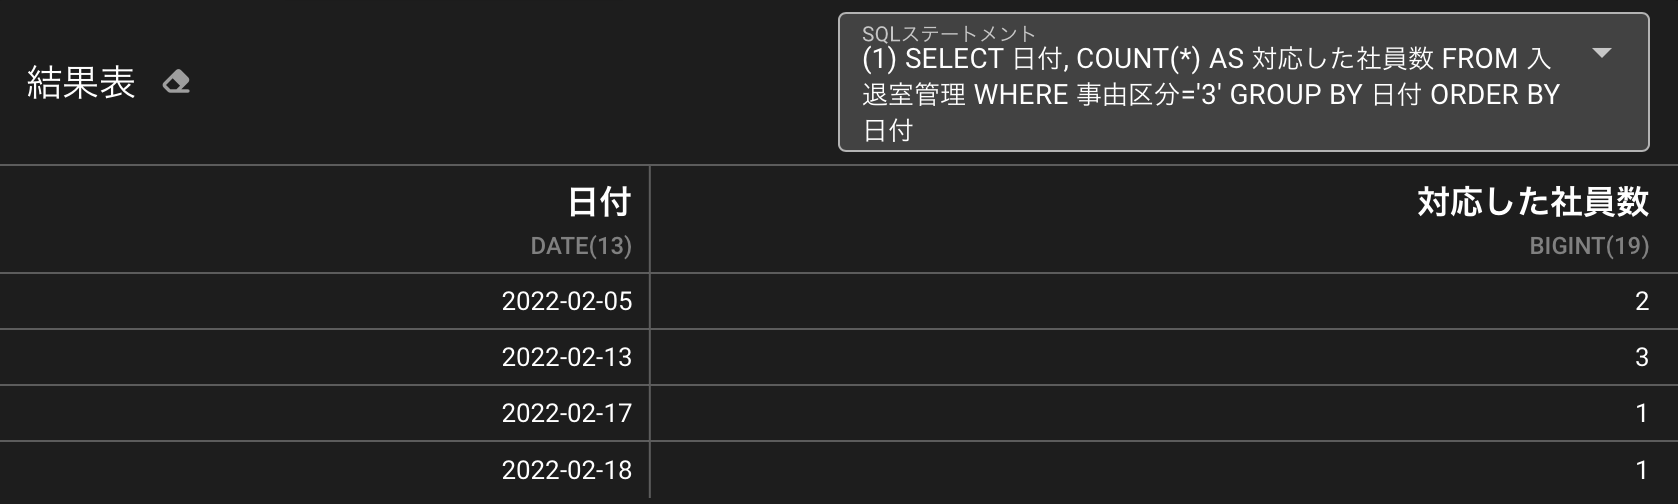 結果表
SQLステートメント
(1) SELECT 日付, COUNT(*) AS 対応した社員数 FROM 入
退室管理 WHERE 事由区分='3' GROUP BY 日付 ORDER BY
日付
日付 対応した社員数
DATE(13) BIGINT(19)
2022-02-05 2
2022-02-13 3
2022-02-17 1
2022-02-18 1